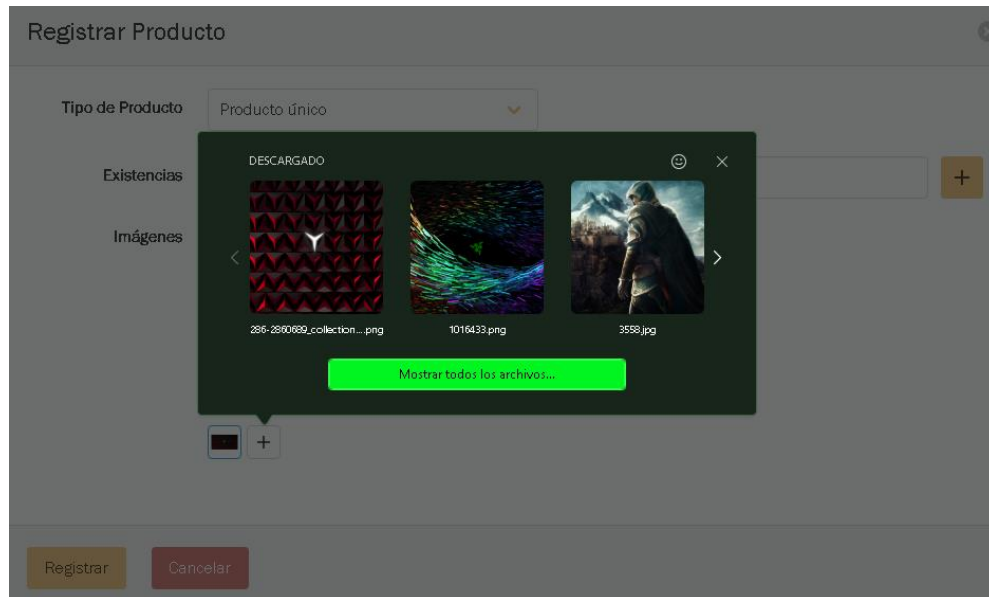 Registrar Producto
Tipo de Producto
Producto único
DESCARGADO
Existencias
Imágenes
286-2860689_collection....png
1016433.png
3558.jpg
Mostrar todos los archivos...
Registrar
Cancelar